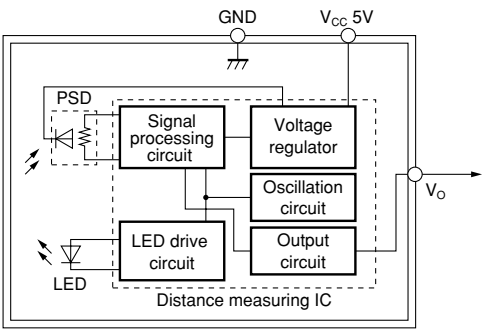 GND
VCC 5V
PSD
Signal
processing
circuit
Voltage
regulator
Oscillation
circuit
VO
LED drive
circuit
Output
circuit
LED
Distance measuring IC